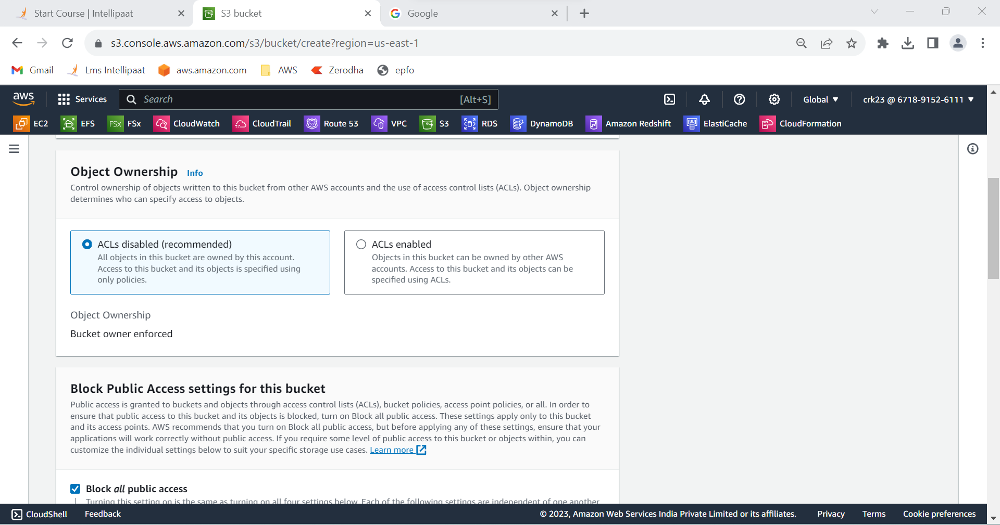 Start Course | Intellipaat
S3 bucket
Google
s3.console.aws.amazon.com/s3/bucket/create?region=us-east-1
Gmail
Lms Intellipaat
aws.amazon.com
AWS
Zerodha
epfo
aws
Services
Search
[Alt+S]
Global
crk23 @ 6718-9152-6111
EC2
EFS
FSx
FSx
CloudWatch
CloudTrail
53
Route 53
VPC
S3
RDS
DynamoDB
Amazon Redshift
ElastiCache
CloudFormation
Object Ownership Info
Control ownership of objects written to this bucket from other AWS accounts and the use of access control lists (ACLs). Object ownership
determines who can specify access to objects.
ACLs disabled (recommended)
All objects in this bucket are owned by this account.
Access to this bucket and its objects is specified using
only policies.
ACLs enabled
Objects in this bucket can be owned by other AWS
accounts. Access to this bucket and its objects can be
specified using ACLs.
Object Ownership
Bucket owner enforced
Block Public Access settings for this bucket
Public access is granted to buckets and objects through access control lists (ACLs), bucket policies, access point policies, or all. In order to
ensure that public access to this bucket and its objects is blocked, turn on Block all public access. These settings apply only to this bucket
and its access points. AWS recommends that you turn on Block all public access, but before applying any of these settings, ensure that your
applications will work correctly without public access. If you require some level of public access to this bucket or objects within, you can
customize the individual settings below to suit your specific storage use cases. Learn more
Block all public access
Turning this setting on is the same as turning on all four settings below. Each of the following settings are independent of one another.
CloudShell
Feedback
© 2023, Amazon Web Services India Private Limited or its affiliates.
Privacy
Terms
Cookie preferences